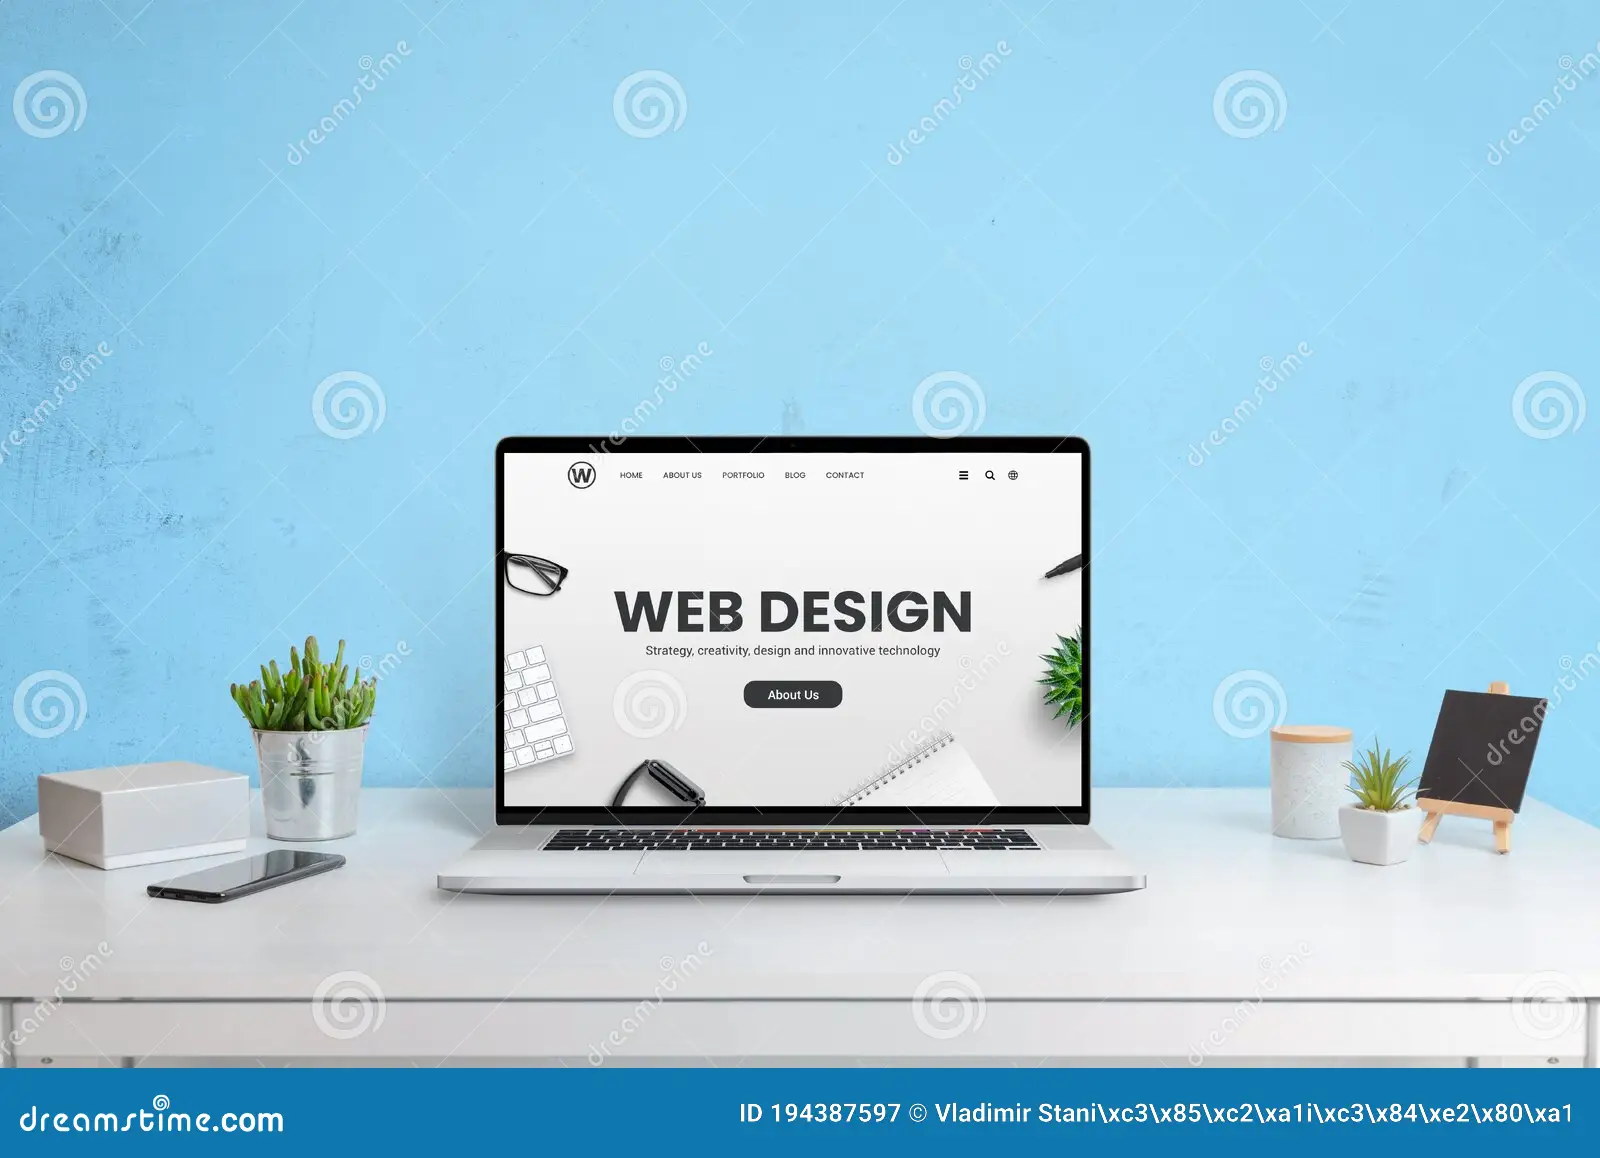 W HOME ABOUT US PORTFOLIO BLOG CONTACT
WEB DESIGN
Strategy, creativity, design and innovative technology
About Us
dreamstime.com
ID 194387597 © Vladimir Stani\xc3\x85\xc2\xa1i\xc3\x84\xe2\x80\xa1
dreamstime